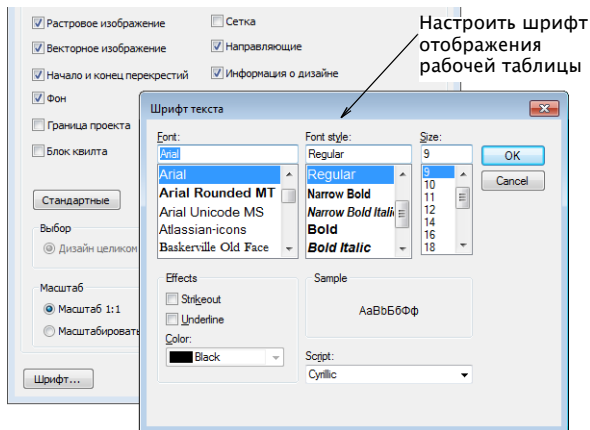 Растровое изображение
Сетка
Векторное изображение
Направляющие
Начало и конец перекрестий
Информация о дизайне
Фон
Граница проекта
Блок квилта
Стандартные
Выбор
Дизайн целиком
Масштаб
Масштаб 1:1
Масштабировать
Шрифт...
Настроить шрифт
отображения
рабочей таблицы
Шрифт текста
Font:
Font style:
Size:
Arial
Regular
9
OK
Cancel
Arial
Arial Rounded MT
Arial Unicode MS
Atlassian-icons
Baskerville Old Face
Regular
Narrow Bold
Narrow Bold Itali
Bold
Bold Italic
9
10
11
12
14
16
18
Effects
Strikeout
Underline
Color:
Black
Sample
AaBbБбФф
Script:
Cyrillic